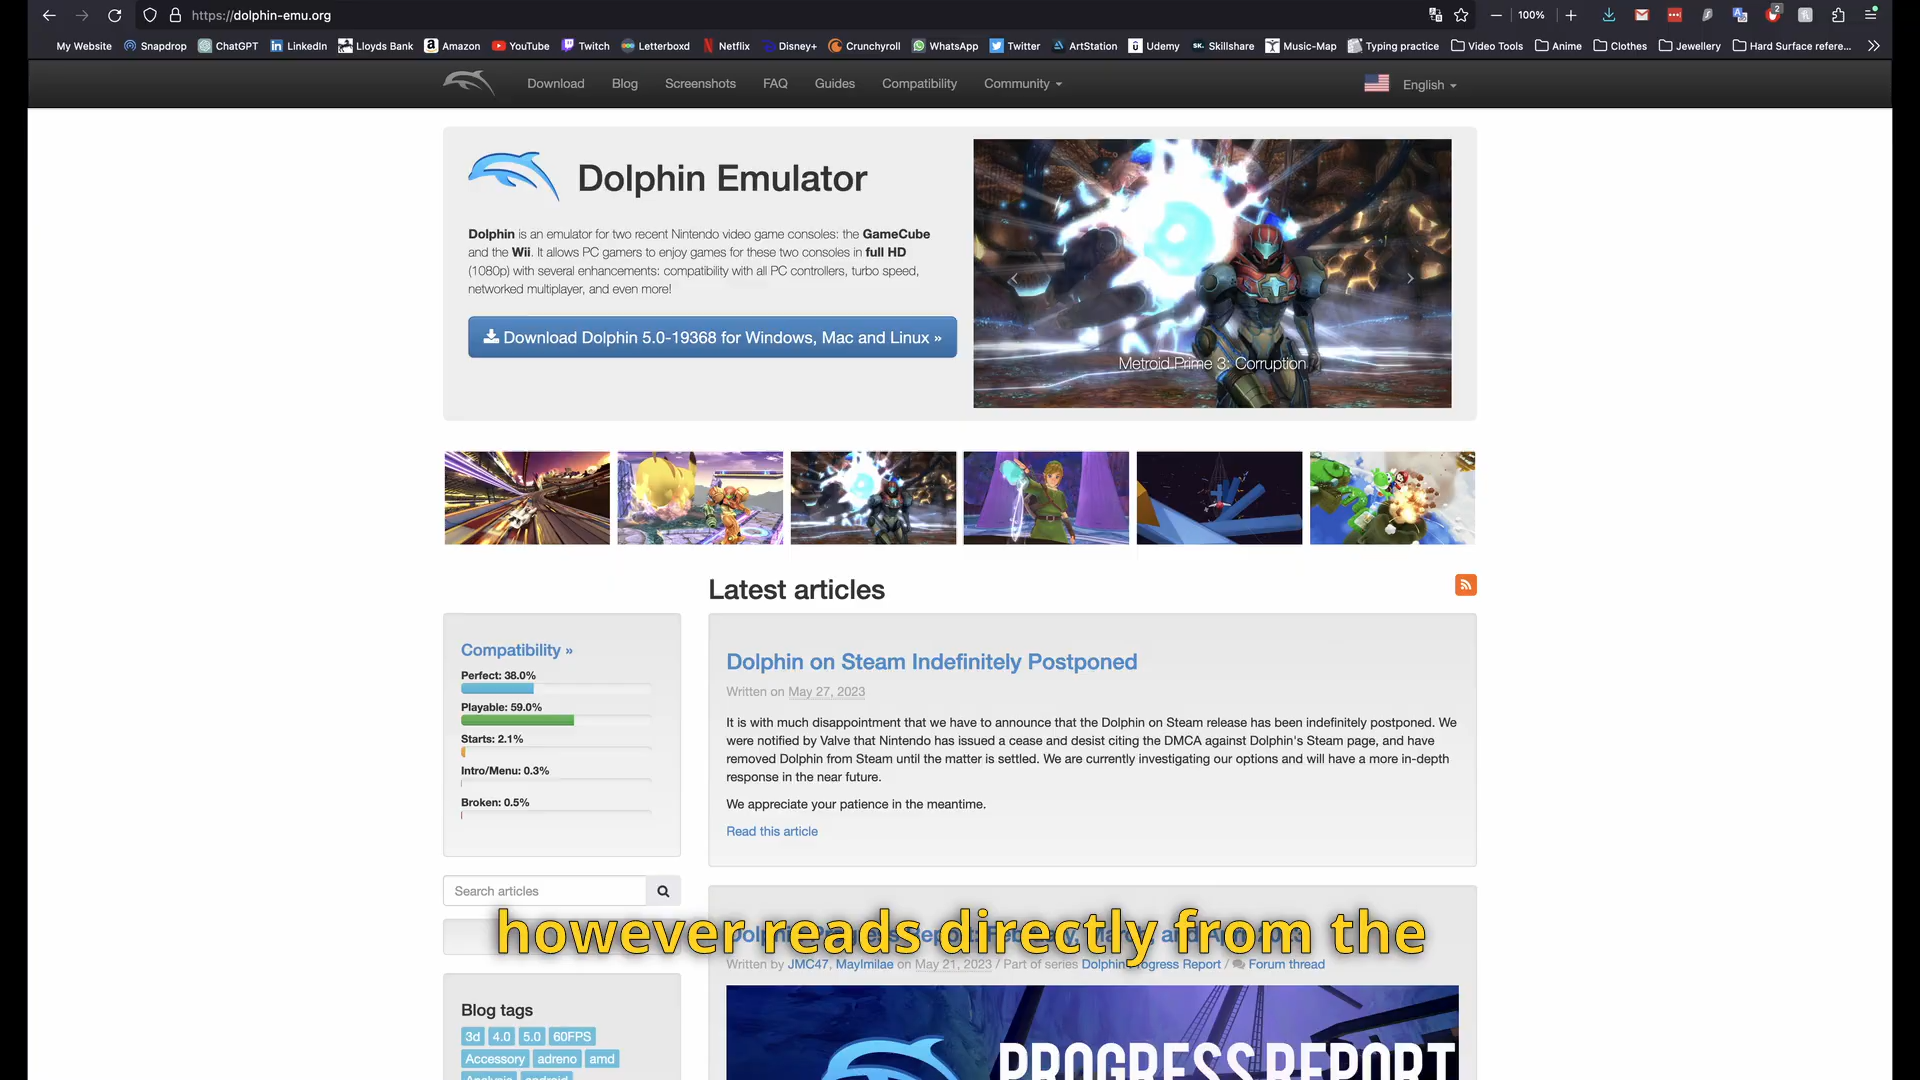 https://dolphin-emu.org
100%
2
My Website
Snapdrop
ChatGPT
LinkedIn
Lloyds Bank
Amazon
YouTube
Twitch
Letterboxd
Netflix
Disney+
Crunchyroll
WhatsApp
Twitter
ArtStation
Udemy
Skillshare
Music-Map
Typing practice
Video Tools
Anime
Clothes
Jewellery
Hard Surface refere...
Download
Blog
Screenshots
FAQ
Guides
Compatibility
Community
English
Dolphin Emulator
Dolphin is an emulator for two recent Nintendo video game consoles: the GameCube
and the Wii. It allows PC gamers to enjoy games for these two consoles in full HD
(1080p) with several enhancements: compatibility with all PC controllers, turbo speed,
networked multiplayer, and even more!
Download Dolphin 5.0-19368 for Windows, Mac and Linux »
Metroid Prime 3: Corruption
Latest articles
Compatibility »
Perfect: 38.0%
Playable: 59.0%
Starts: 2.1%
Intro/Menu: 0.3%
Broken: 0.5%
Search articles
Dolphin on Steam Indefinitely Postponed
Written on May 27, 2023
It is with much disappointment that we have to announce that the Dolphin on Steam release has been indefinitely postponed. We
were notified by Valve that Nintendo has issued a cease and desist citing the DMCA against Dolphin's Steam page, and have
removed Dolphin from Steam until the matter is settled. We are currently investigating our options and will have a more in-depth
response in the near future.
We appreciate your patience in the meantime.
Read this article
however reads directly from the
Written by JMC47, MayImilae on May 21, 2023 / Part of series Dolphin Progress Report / Forum thread
PROGRESS REPORT
Blog tags
3d
4.0
5.0
60FPS
Accessory
adreno
amd
Analysis
android